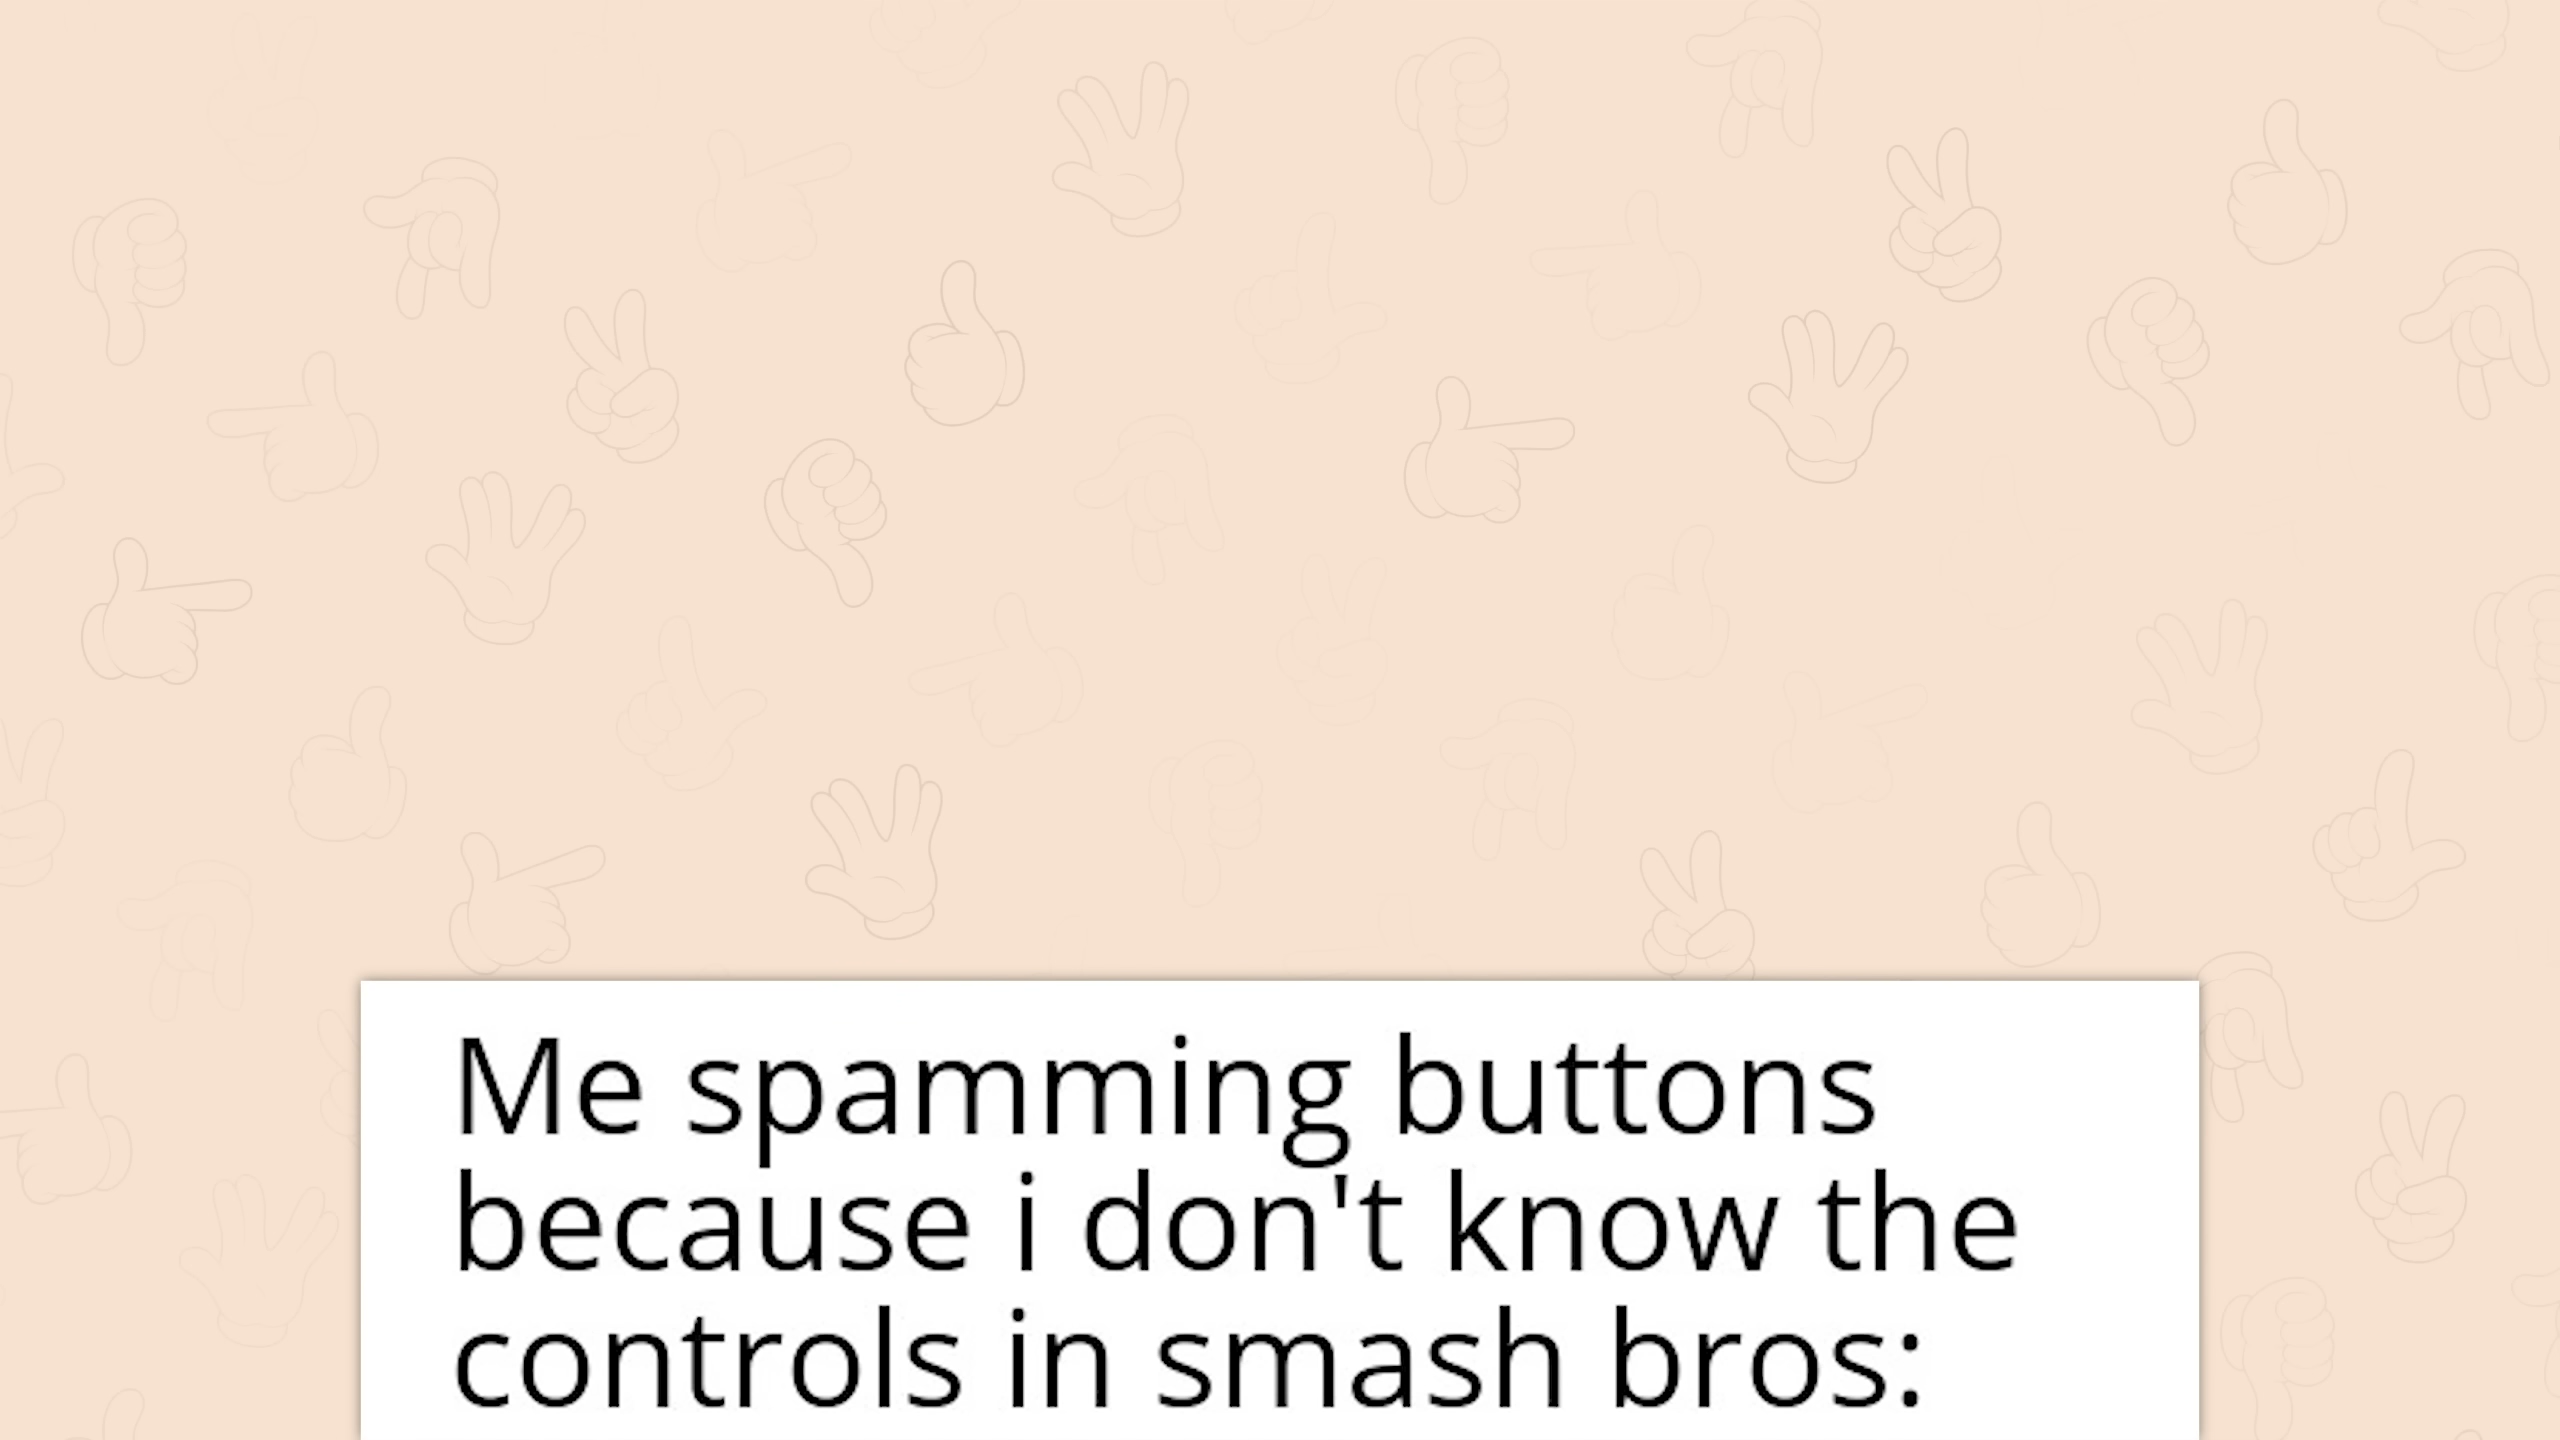 Me spamming buttons
because i don't know the
controls in smash bros: